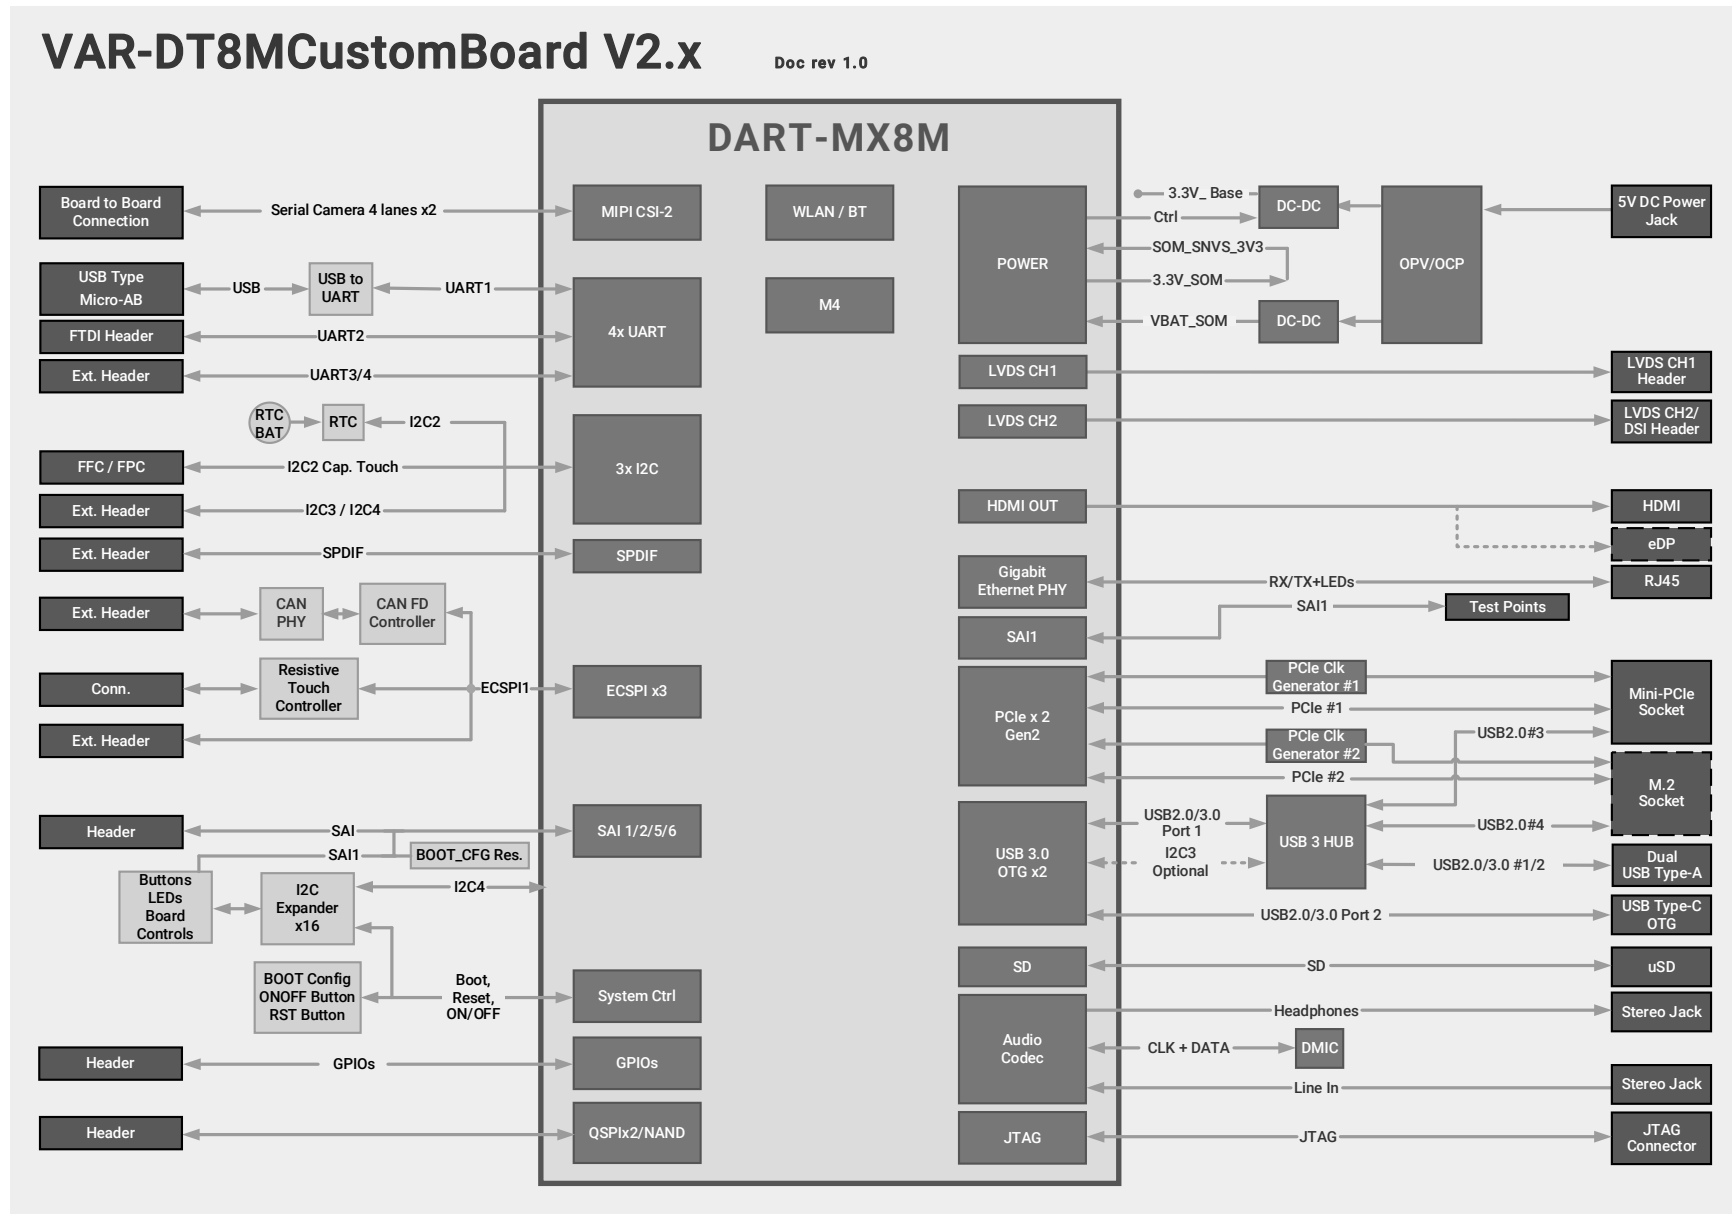 VAR-DT8MCustomBoard V2.x
Doc rev 1.0
DART-MX8M
Board to Board
Connection
Serial Camera 4 lanes x2
MIPI CSI-2
USB Type
Micro-AB
USB
USB to
UART
UART1
FTDI Header
UART2
4x UART
Ext. Header
UART3/4
RTC
BAT
RTC
I2C2
FFC / FPC
I2C2 Cap. Touch
3x I2C
Ext. Header
I2C3 / I2C4
Ext. Header
SPDIF
SPDIF
Ext. Header
CAN
PHY
CAN FD
Controller
Conn.
Resistive
Touch
Controller
ECSPI1
ECSPI x3
Ext. Header
Header
SAI
SAI 1/2/5/6
SAI1
BOOT_CFG Res.
Buttons
LEDs
Board
Controls
I2C
Expander
x16
I2C4
BOOT Config
ONOFF Button
RST Button
Boot,
Reset,
ON/OFF
System Ctrl
Header
GPIOs
GPIOs
Header
QSPIx2/NAND
WLAN / BT
M4
POWER
3.3V_ Base
Ctrl
DC-DC
SOM_SNVS_3V3
3.3V_SOM
VBAT_SOM
DC-DC
OPV/OCP
5V DC Power
Jack
LVDS CH1
LVDS CH1
Header
LVDS CH2
LVDS CH2/
DSI Header
HDMI OUT
HDMI
eDP
Gigabit
Ethernet PHY
RX/TX+LEDs
RJ45
SAI1
SAI1
Test Points
PCIe x 2
Gen2
PCIe Clk
Generator #1
PCIe #1
Mini-PCIe
Socket
PCIe Clk
Generator #2
USB2.0#3
PCIe #2
M.2
Socket
USB 3.0
OTG x2
USB2.0/3.0
Port 1
I2C3
Optional
USB 3 HUB
USB2.0#4
USB2.0/3.0 #1/2
Dual
USB Type-A
USB2.0/3.0 Port 2
USB Type-C
OTG
SD
SD
uSD
Audio
Codec
Headphones
Stereo Jack
CLK + DATA
DMIC
Line In
Stereo Jack
JTAG
JTAG
JTAG
Connector